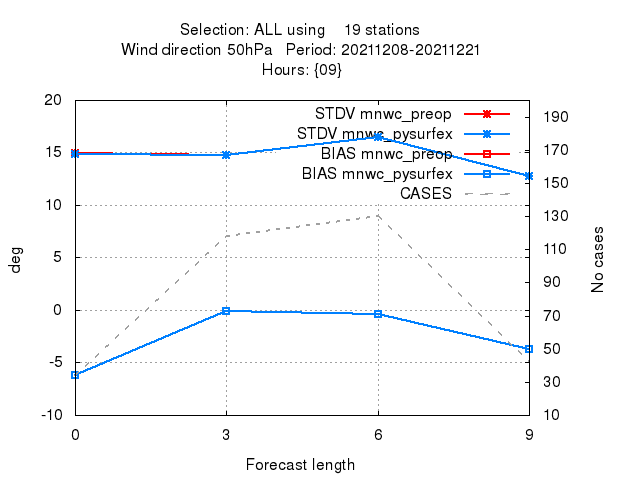 Selection: ALL using 19 stations
Wind direction 50hPa Period: 20211208-20211221
Hours: {09}
STDV mnwc_preop
STDV mnwc_pysurfex
BIAS mnwc_preop
BIAS mnwc_pysurfex
CASES
deg
20
15
10
5
0
-5
-10
No cases
190
170
150
130
110
90
70
50
30
10
0 3 6 9
Forecast length